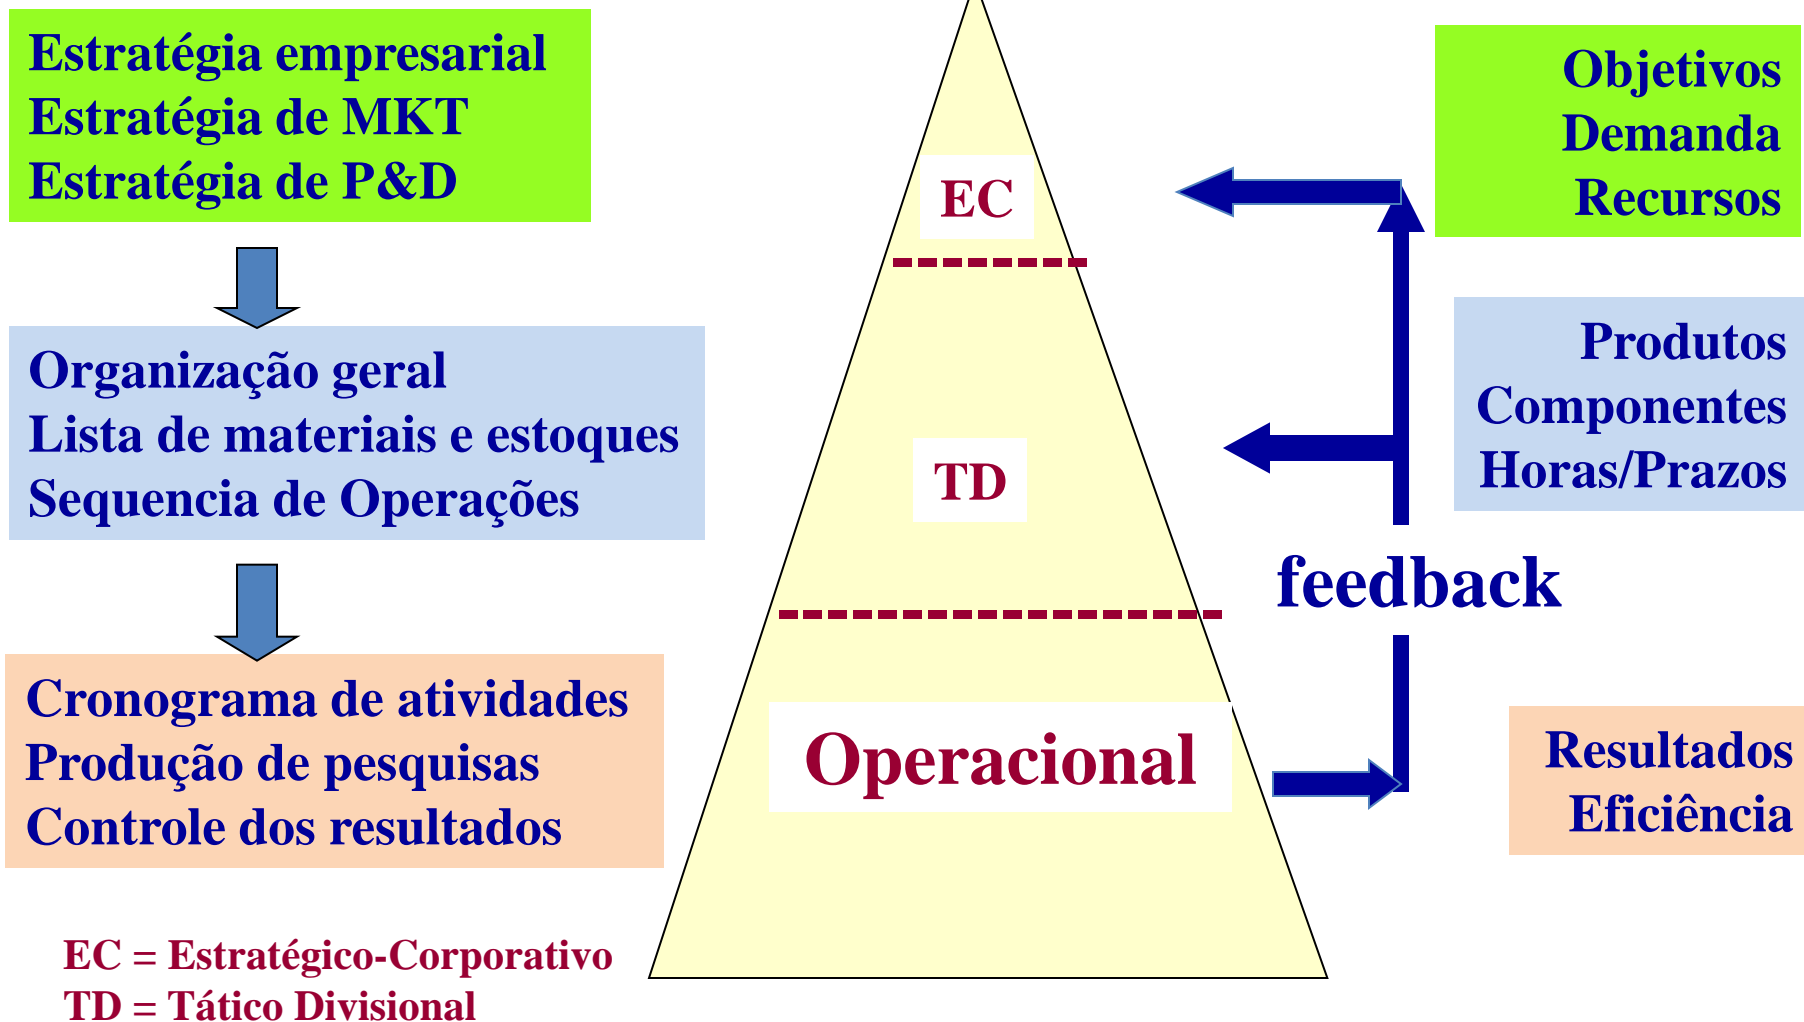 Estratégia empresarial
Estratégia de MKT
Estratégia de P&D
Organização geral
Lista de materiais e estoques
Sequencia de Operações
Cronograma de atividades
Produção de pesquisas
Controle dos resultados
EC = Estratégico-Corporativo
TD = Tático Divisional
EC
TD
Operacional
feedback
Objetivos
Demanda
Recursos
Produtos
Componentes
Horas/Prazos
Resultados
Eficiência